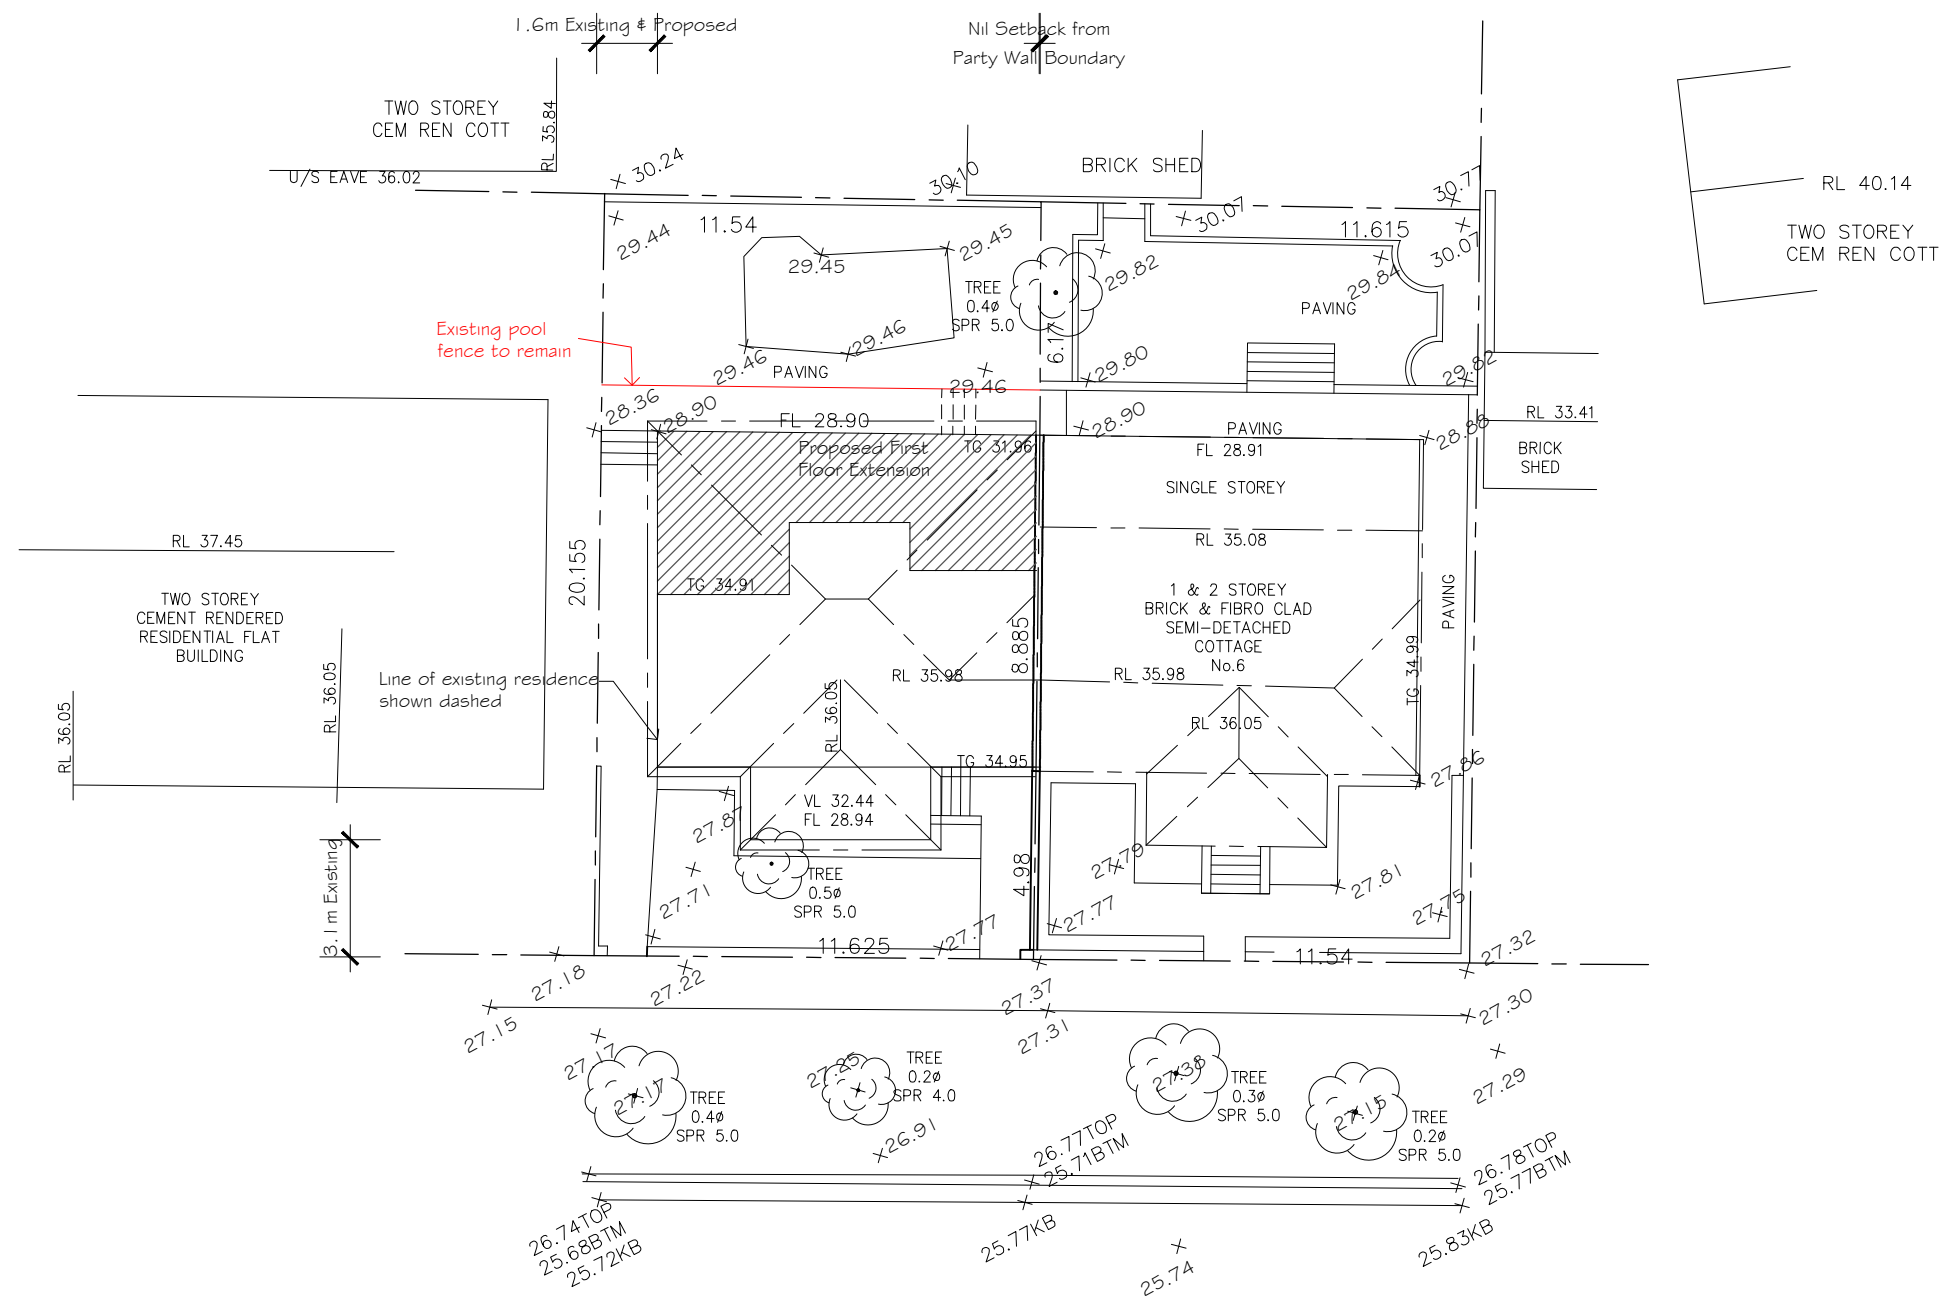 1.6m Existing & Proposed
Nil Setback from
Party Wall Boundary
TWO STOREY
CEM REN COTT
RL 35.84
U/S EAVE 36.02
30.24
30.10
BRICK SHED
30.77
RL 40.14
TWO STOREY
CEM REN COTT
29.44
11.54
29.45
29.45
30.07
11.615
30.07
TREE
0.4ø
SPR 5.0
29.82
29.84
PAVING
6.17
Existing pool
fence to remain
29.46
29.46
PAVING
29.46
29.80
29.82
28.36
28.90
FL 28.90
28.90
PAVING
28.88
RL 33.41
BRICK
SHED
Proposed First
Floor Extension
TG 31.96
FL 28.91
SINGLE STOREY
RL 37.45
20.155
RL 35.08
TWO STOREY
CEMENT RENDERED
RESIDENTIAL FLAT
BUILDING
TG 34.91
1 & 2 STOREY
BRICK & FIBRO CLAD
SEMI-DETACHED
COTTAGE
No.6
PAVING
8.885
TG 34.99
RL 36.05
RL 36.05
Line of existing residence
shown dashed
RL 35.98
RL 35.98
RL 36.05
RL 36.05
TG 34.95
27.86
VL 32.44
FL 28.94
27.87
3.1m Existing
TREE
0.5ø
SPR 5.0
4.98
27.79
27.81
27.71
27.77
27.77
27.75
11.625
11.54
27.32
27.18
27.22
27.37
27.30
27.15
27.31
27.17
27.17
TREE
0.4ø
SPR 5.0
27.25
TREE
0.2ø
SPR 4.0
27.38
TREE
0.3ø
SPR 5.0
27.15
TREE
0.2ø
SPR 5.0
27.29
26.91
26.77TOP
25.71BTM
26.78TOP
25.77BTM
26.74TOP
25.68BTM
25.72KB
25.77KB
25.74
25.83KB